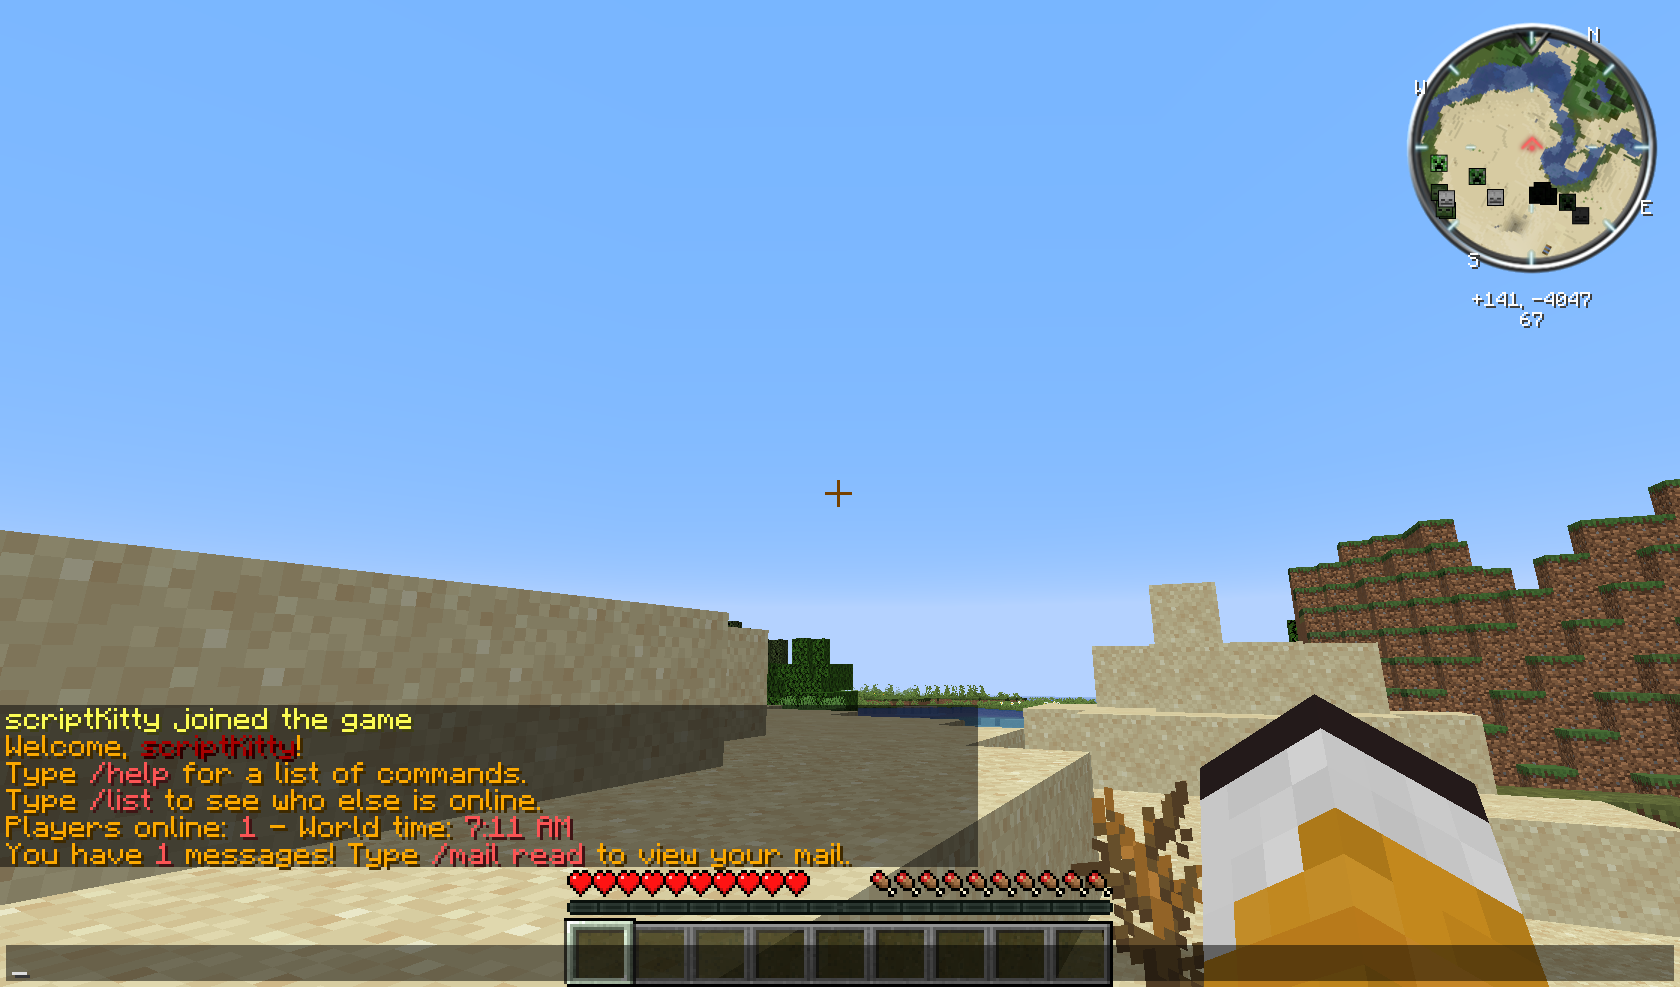 N
W
E
S
+141, -4047
67
scriptKitty joined the game
Welcome, scriptKitty!
Type /help for a list of commands.
Type /list to see who else is online.
Players online: 1 - World time: 7:11 AM
You have 1 messages! Type /mail read to view your mail.
_